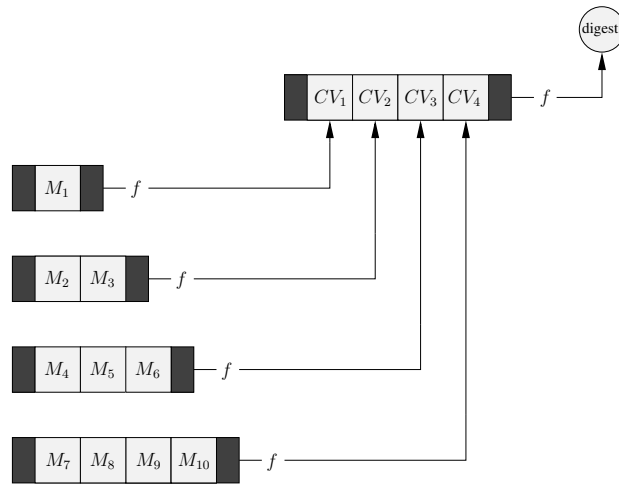 digest
CV₁ CV₂ CV₃ CV₄ f
M₁ f
M₂ M₃ f
M₄ M₅ M₆ f
M₇ M₈ M₉ M₁₀ f